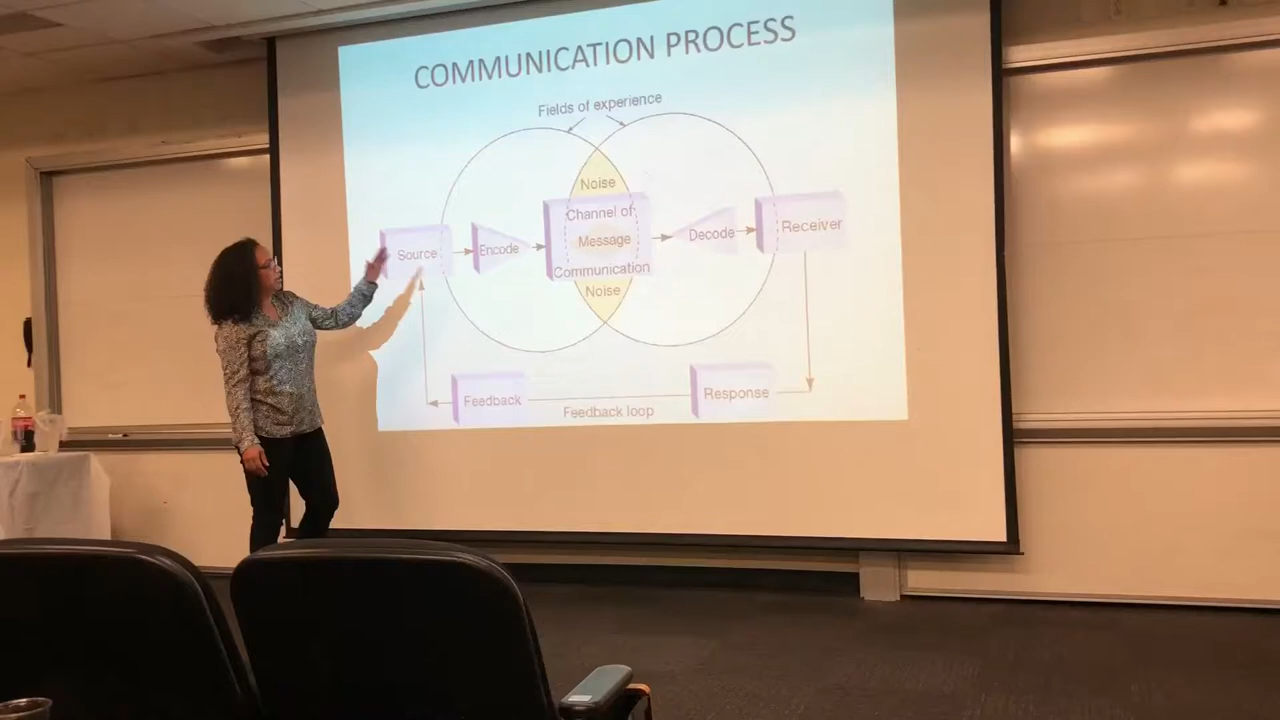 COMMUNICATION PROCESS
Fields of experience
Noise
Channel of
Source
Encode
Message
Decode
Receiver
Communication
Noise
Feedback
Feedback loop
Response